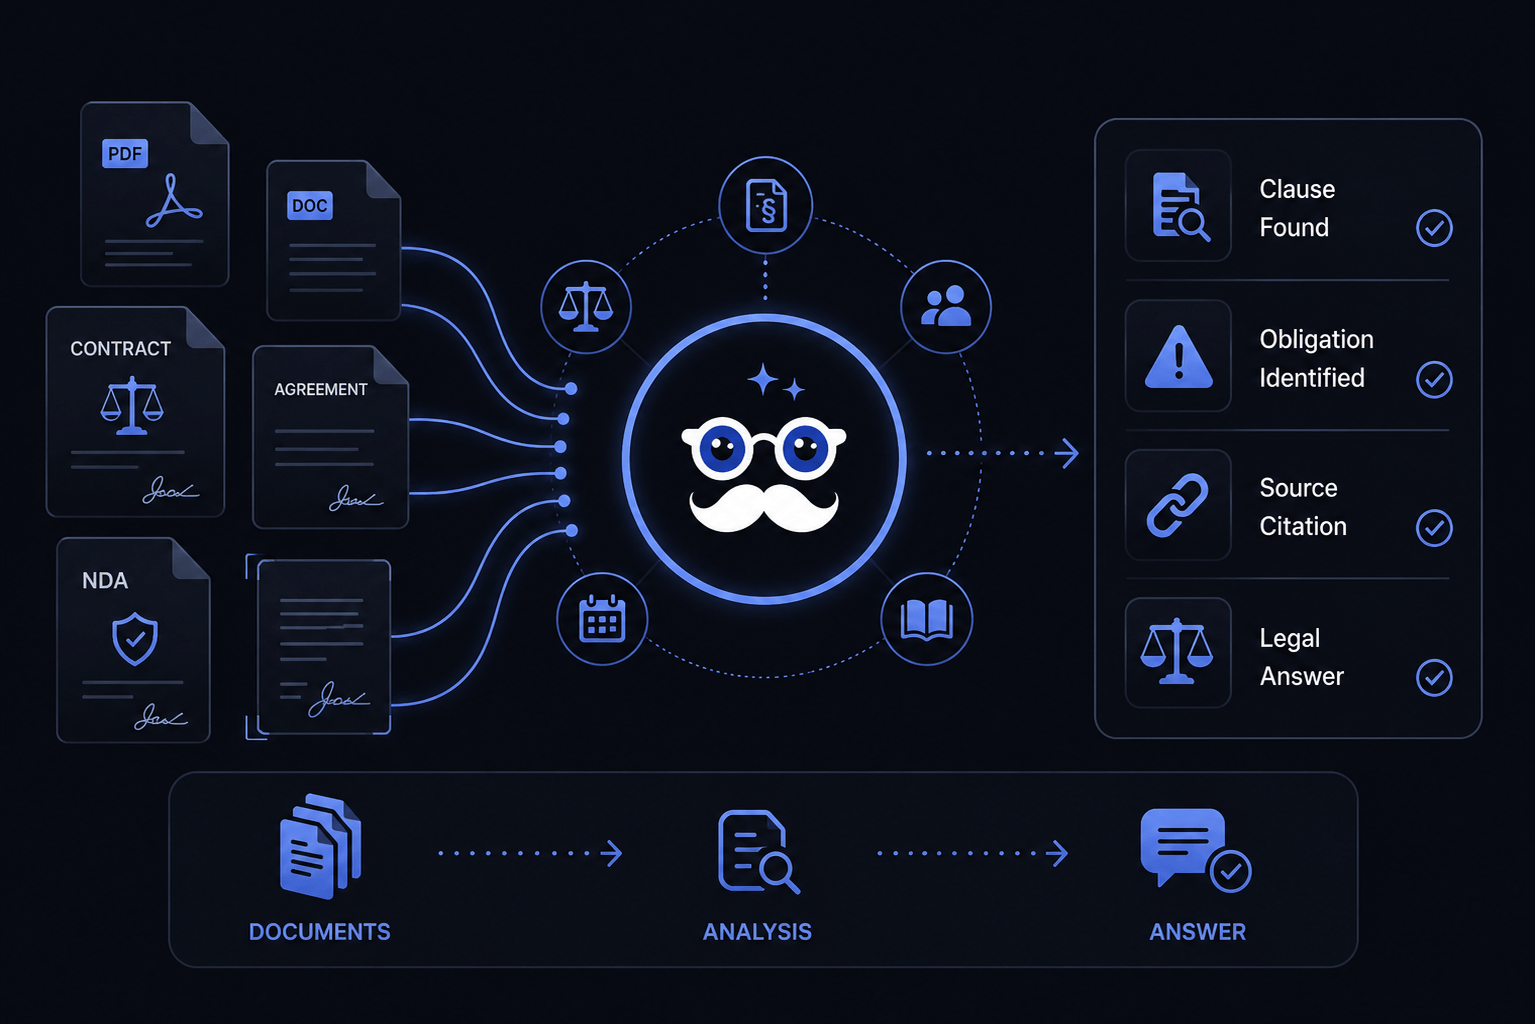 PDF
DOC
CONTRACT
AGREEMENT
NDA
§
Clause
Found
Obligation
Identified
Source
Citation
Legal
Answer
DOCUMENTS
ANALYSIS
ANSWER